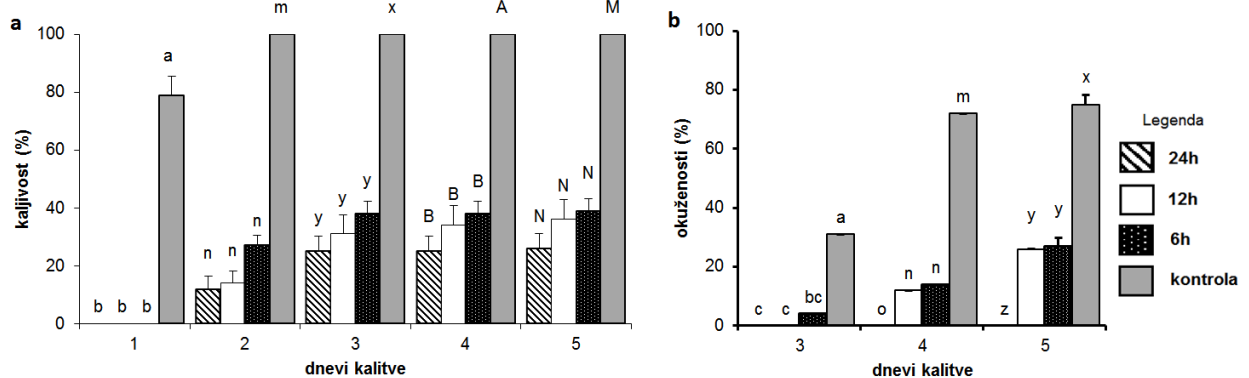 a
m x A M
100
80
60
40
20
0
kaljivost (%)
a
b b b
n n n
y y y
B B B
N N N
1 2 3 4 5
dnevi kalitve
b
100
80
60
40
20
0
okuženosti (%)
a
c c bc
m
o n n
x
z y y
3 4 5
dnevi kalitve
Legenda
24h
12h
6h
kontrola